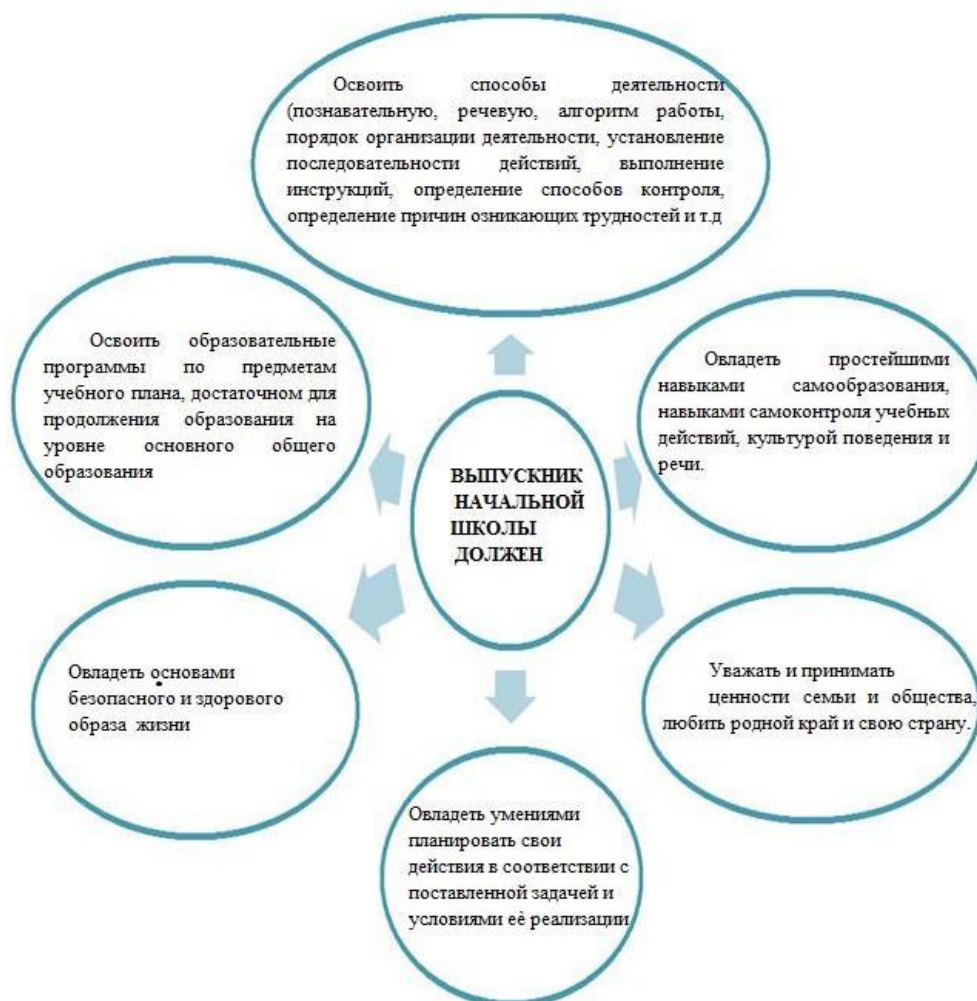 Освоить способы деятельности
(познавательную, речевую, алгоритм работы,
порядок организации деятельности, установление
последовательности действий, выполнение
инструкций, определение способов контроля,
определение причин озникающих трудностей и т.д
Освоить образовательные
программы по предметам
учебного плана, достаточном для
продолжения образования на
уровне основного общего
образования
Овладеть простейшими
навыками самообразования,
навыками самоконтроля учебных
действий, культурой поведения и
речи.
ВЫПУСКНИК
НАЧАЛЬНОЙ
ШКОЛЫ
ДОЛЖЕН
Овладеть основами
безопасного и здорового
образа жизни
Уважать и принимать
ценности семьи и общества,
любить родной край и свою страну.
Овладеть умениями
планировать свои
действия в соответствии с
поставленной задачей и
условиями её реализации